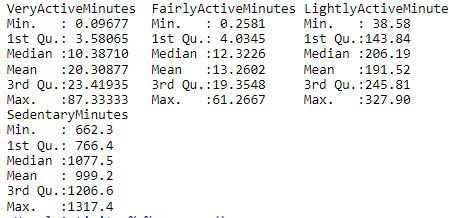 VeryActiveMinutes  FairlyActiveMinutes LightlyActiveMinute
Min.   : 0.09677   Min.   : 0.2581   Min.   : 38.58
1st Qu.: 3.58065   1st Qu.: 4.0345   1st Qu.:143.84
Median :10.38710   Median :12.3226   Median :206.19
Mean   :20.30877   Mean   :13.2602   Mean   :191.52
3rd Qu.:23.41935   3rd Qu.:19.3548   3rd Qu.:245.81
Max.   :87.33333   Max.   :61.2667   Max.   :327.90
SedentaryMinutes
Min.   : 662.3
1st Qu.: 766.4
Median :1077.5
Mean   : 999.2
3rd Qu.:1206.6
Max.   :1317.4